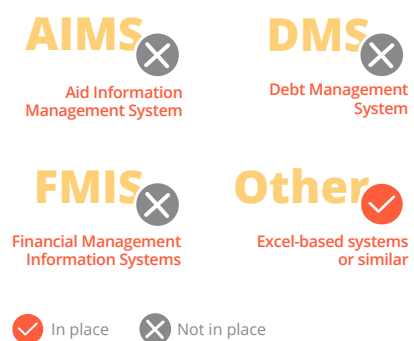 AIMS
Aid Information
Management System
DMS
Debt Management
System
FMIS
Financial Management
Information Systems
Other
Excel-based systems
or similar
In place
Not in place